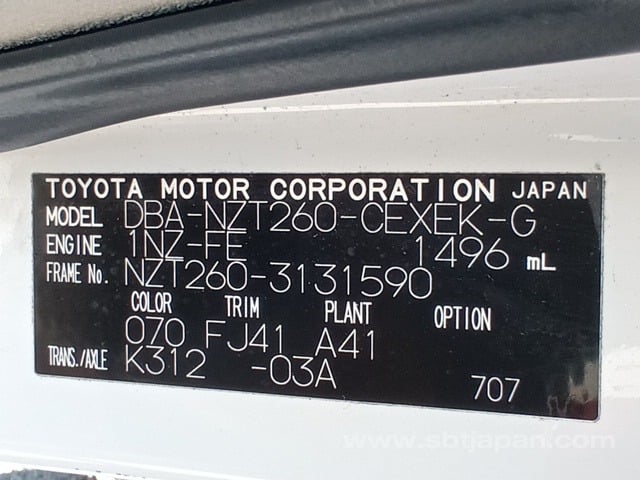 TOYOTA MOTOR CORPORATION JAPAN
MODEL DBA-NZT260-CEXEK-G
ENGINE 1NZ-FE 1496 mL
FRAME No. NZT260-3131590
COLOR TRIM PLANT OPTION
070 FJ41 A41
TRANS./AXLE K312 -03A 707
www.sbtjapan.com